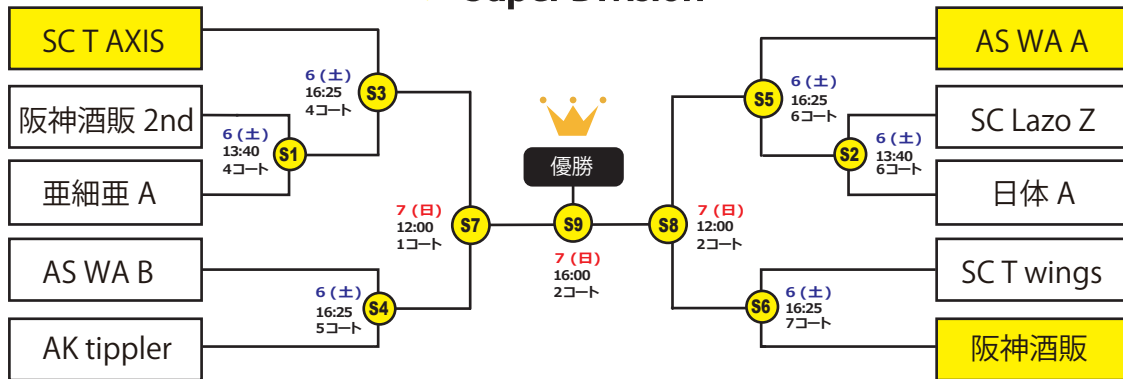 Super Division
SC T AXIS
阪神酒販 2nd
亜細亜 A
AS WA B
AK tippler
6 (土)
13:40
4コート
S1
6 (土)
16:25
4コート
S3
6 (土)
16:25
5コート
S4
7 (日)
12:00
1コート
S7
優勝
S9
7 (日)
16:00
2コート
S8
7 (日)
12:00
2コート
S5
6 (土)
16:25
6コート
S2
6 (土)
13:40
6コート
S6
6 (土)
16:25
7コート
AS WA A
SC Lazo Z
日体 A
SC T wings
阪神酒販